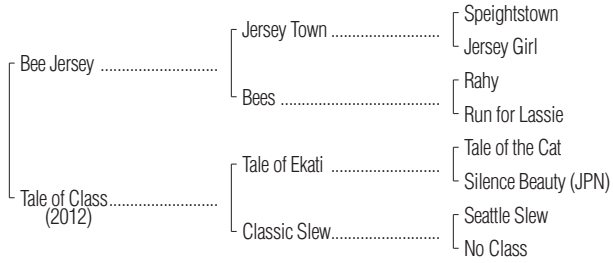 Speightstown
Jersey Town
Jersey Girl
Bee Jersey
Rahy
Bees
Run for Lassie
Tale of the Cat
Tale of Ekati
Silence Beauty (JPN)
Tale of Class
(2012)
Seattle Slew
Classic Slew
No Class